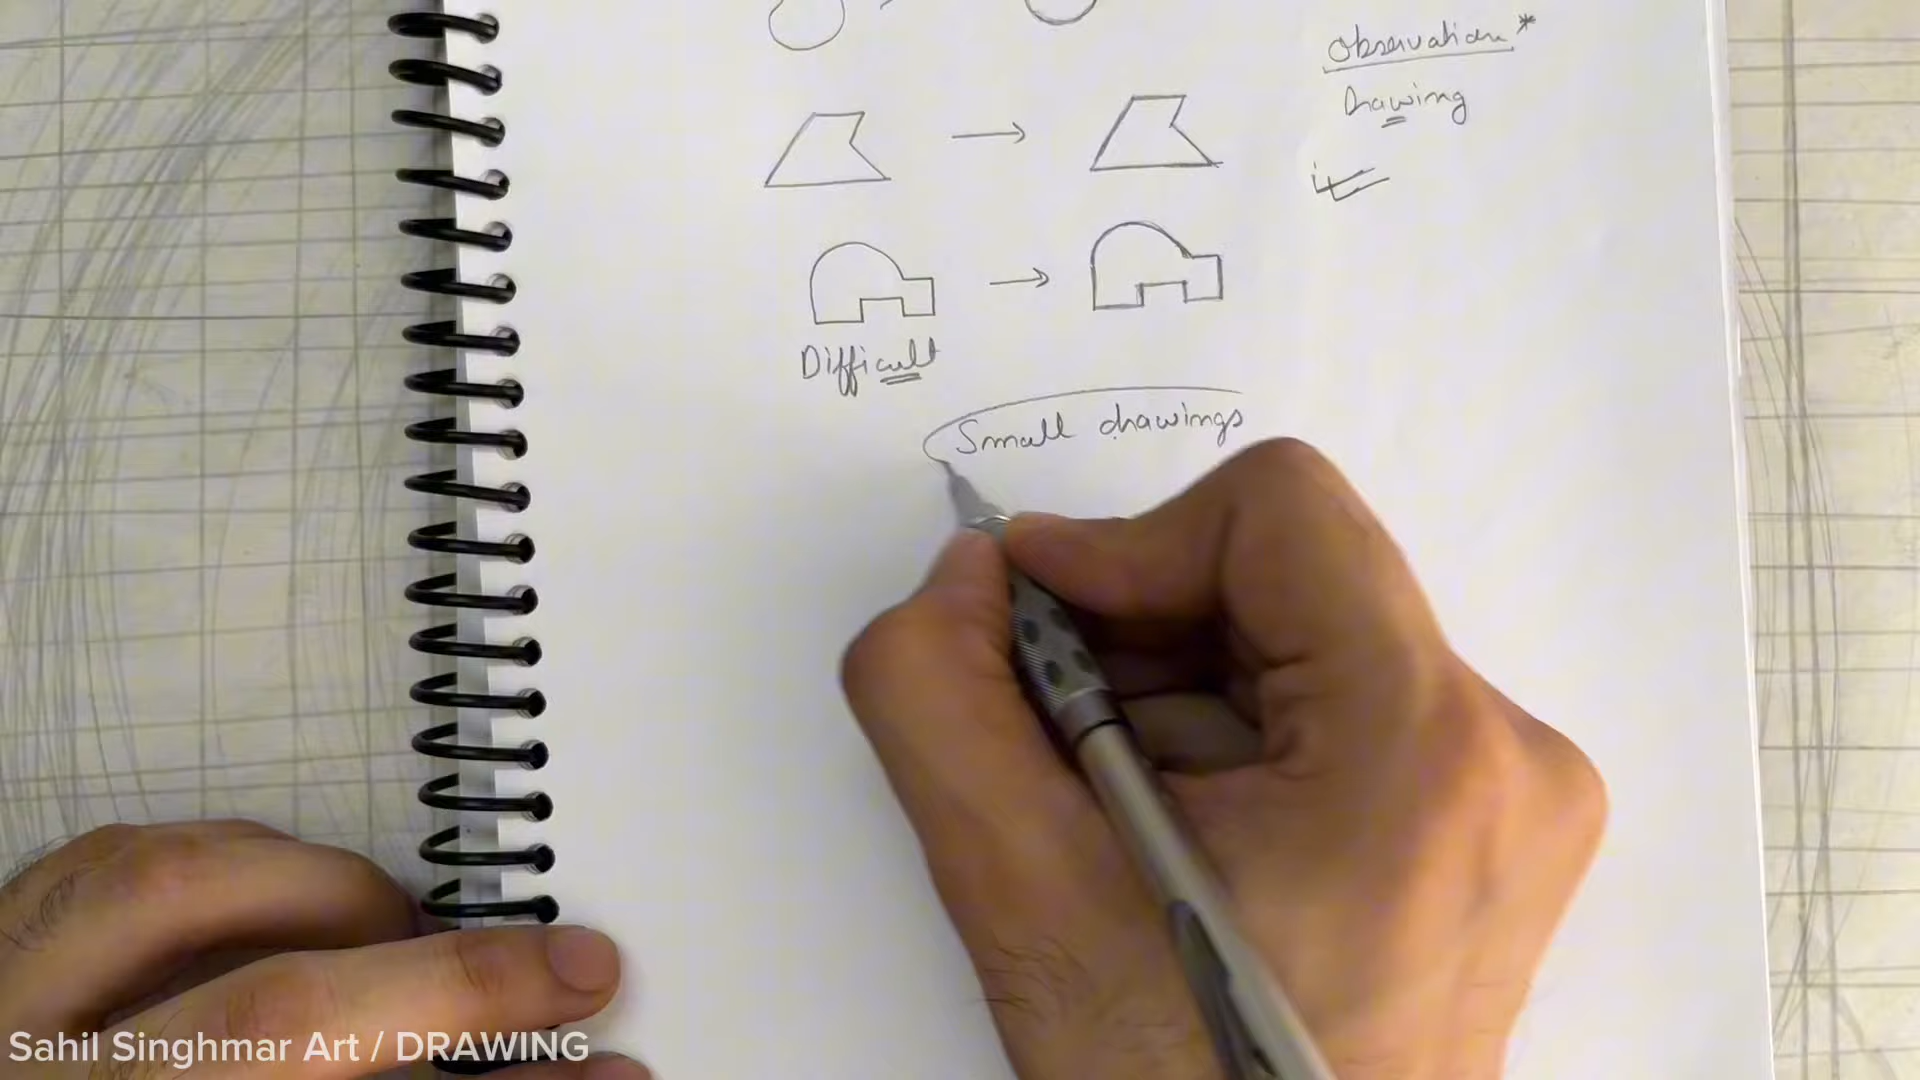 Observation*
Drawing
Difficult
Small drawings
Sahil Singhmar Art / DRAWING